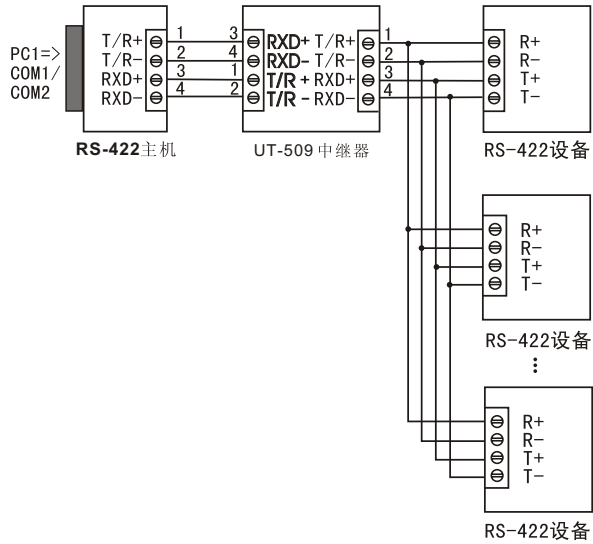 PC1=>
COM1/
COM2
T/R+
T/R-
RXD+
RXD-
1
2
3
4
3
4
1
2
RXD+ T/R+
RXD- T/R-
T/R + RXD+
T/R - RXD-
1
2
3
4
R+
R-
T+
T-
RS-422主机
UT-509中继器
RS-422设备
R+
R-
T+
T-
RS-422设备
R+
R-
T+
T-
RS-422设备